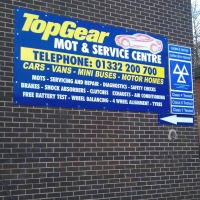 TopGear
MOT & SERVICE CENTRE
TELEPHONE: 01332 200 700
CARS - VANS - MINI BUSES - MOTOR HOMES
MOTS - SERVICING AND REPAIR - DIAGNOSTICS - SAFETY CHECKS
BRAKES - SHOCK ABSORBERS - CLUTCHES EXHAUSTS - AIR CONDITIONING
FREE BATTERY TEST - WHEEL BALANCING - 4 WHEEL ALIGNMENT - TYRES